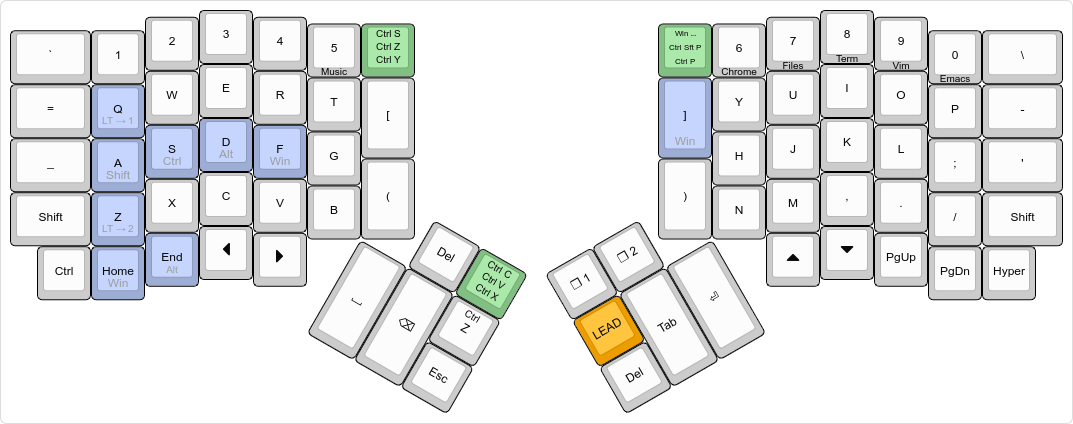 ` 1 2 3 4 5 Ctrl S
Ctrl Z
Ctrl Y
Music
= Q W E R T [
LT → 1
_ A S D F G
Shift Ctrl Alt Win
Shift Z X C V B (
LT → 2
Ctrl Home End
Win Alt
Del Ctrl C
Ctrl V
Ctrl X
Ctrl
Z
Esc
Win ...
Ctrl Sft P
Ctrl P
6 7 8 9 0 \
Chrome Files Term Vim Emacs
] Y U I O P -
Win
H J K L ; '
) N M , . / Shift
PgUp PgDn Hyper
1 2
LEAD Tab
Del